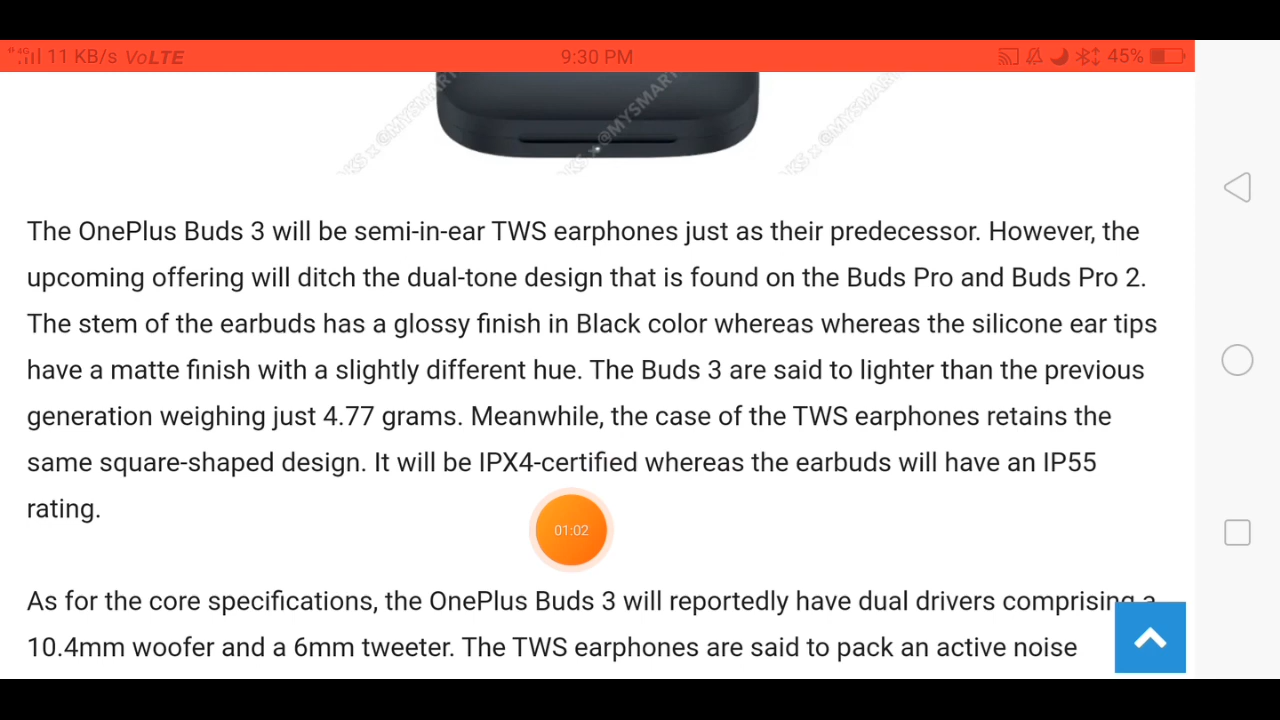 11 KB/s VoLTE 9:30 PM 45%
@MYSMART
The OnePlus Buds 3 will be semi-in-ear TWS earphones just as their predecessor. However, the
upcoming offering will ditch the dual-tone design that is found on the Buds Pro and Buds Pro 2.
The stem of the earbuds has a glossy finish in Black color whereas whereas the silicone ear tips
have a matte finish with a slightly different hue. The Buds 3 are said to lighter than the previous
generation weighing just 4.77 grams. Meanwhile, the case of the TWS earphones retains the
same square-shaped design. It will be IPX4-certified whereas the earbuds will have an IP55
rating.
01:02
As for the core specifications, the OnePlus Buds 3 will reportedly have dual drivers comprising a
10.4mm woofer and a 6mm tweeter. The TWS earphones are said to pack an active noise